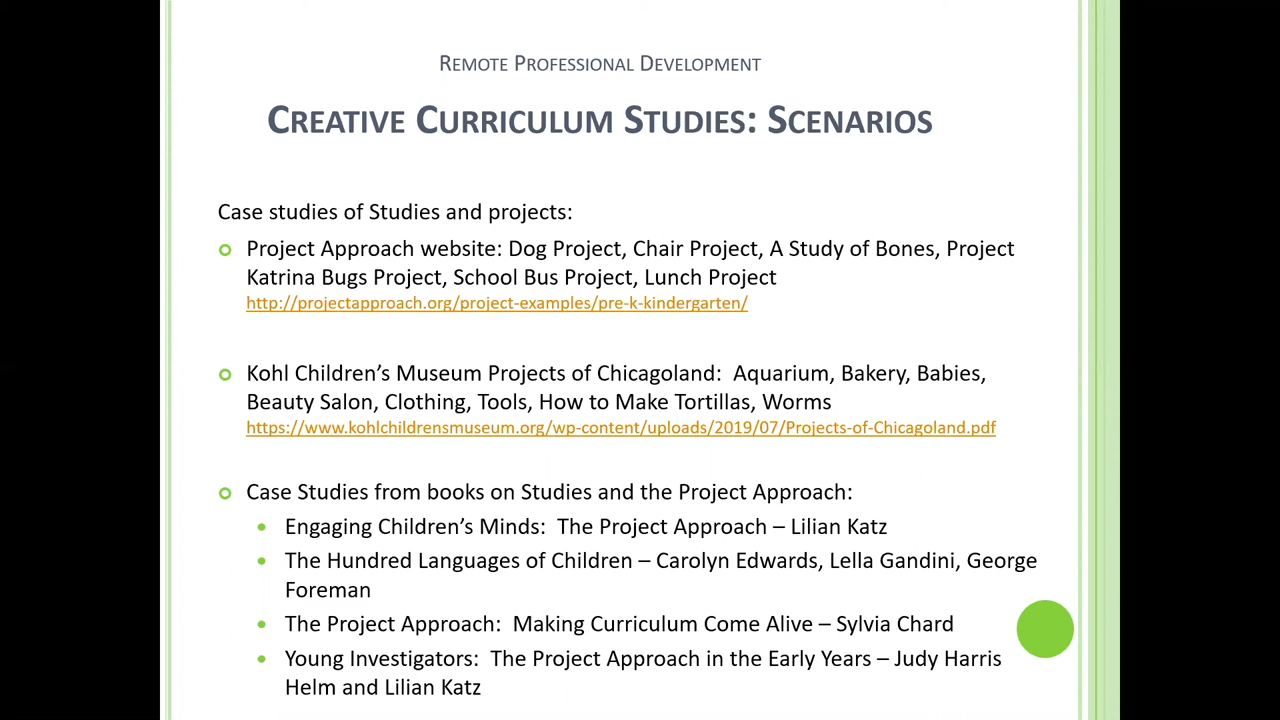 Remote Professional Development
Creative Curriculum Studies: Scenarios
Case studies of Studies and projects:
Project Approach website: Dog Project, Chair Project, A Study of Bones, Project
Katrina Bugs Project, School Bus Project, Lunch Project
http://projectapproach.org/project-examples/pre-k-kindergarten/
Kohl Children’s Museum Projects of Chicagoland:  Aquarium, Bakery, Babies,
Beauty Salon, Clothing, Tools, How to Make Tortillas, Worms
https://www.kohlchildrensmuseum.org/wp-content/uploads/2019/07/Projects-of-Chicagoland.pdf
Case Studies from books on Studies and the Project Approach:
Engaging Children’s Minds:  The Project Approach – Lilian Katz
The Hundred Languages of Children – Carolyn Edwards, Lella Gandini, George
Foreman
The Project Approach:  Making Curriculum Come Alive – Sylvia Chard
Young Investigators:  The Project Approach in the Early Years – Judy Harris
Helm and Lilian Katz